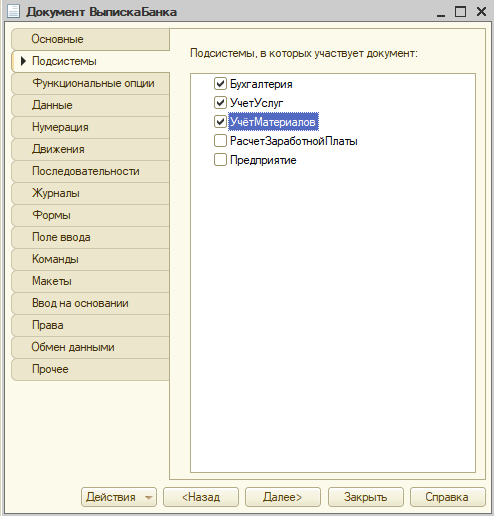 Документ ВыпискаБанка
Основные
Подсистемы
Функциональные опции
Данные
Нумерация
Движения
Последовательности
Журналы
Формы
Поле ввода
Команды
Макеты
Ввод на основании
Права
Обмен данными
Прочее
Подсистемы, в которых участвует документ:
Бухгалтерия
УчетУслуг
УчётМатериалов
РасчетЗаработнойПлаты
Предприятие
Действия
<Назад
Далее>
Закрыть
Справка